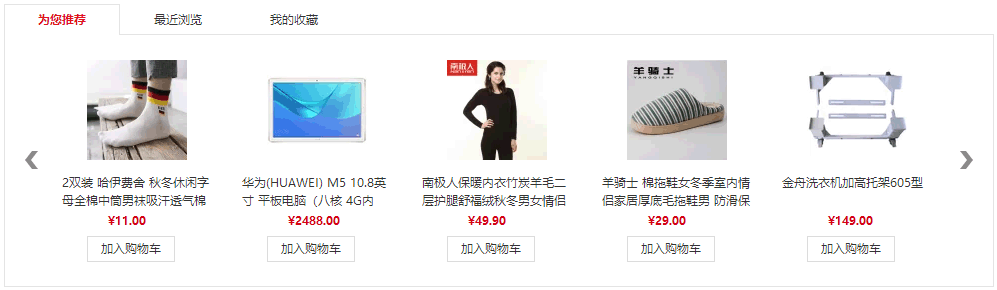 为您推荐
最近浏览
我的收藏
南极人
羊骑士
YANGQISHI
2双装 哈伊费舍 秋冬休闲字
母全棉中筒男袜吸汗透气棉
¥11.00
加入购物车
华为(HUAWEI) M5 10.8英
寸 平板电脑（八核 4G内
¥2488.00
加入购物车
南极人保暖内衣竹炭羊毛二
层护腿舒福绒秋冬男女情侣
¥49.90
加入购物车
羊骑士 棉拖鞋女冬季室内情
侣家居厚底毛拖鞋男 防滑保
¥29.00
加入购物车
金舟洗衣机加高托架605型
¥149.00
加入购物车